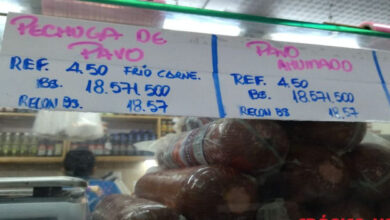 PECHUGA DE
PAVO
REF. 4.50 FRIO CARNE.
Bs. 18.571,500
RECON BS. 18.57
PAVO
AHUMADO
REF. 4.50
Bs. 18.571,500
RECON BS 18.57